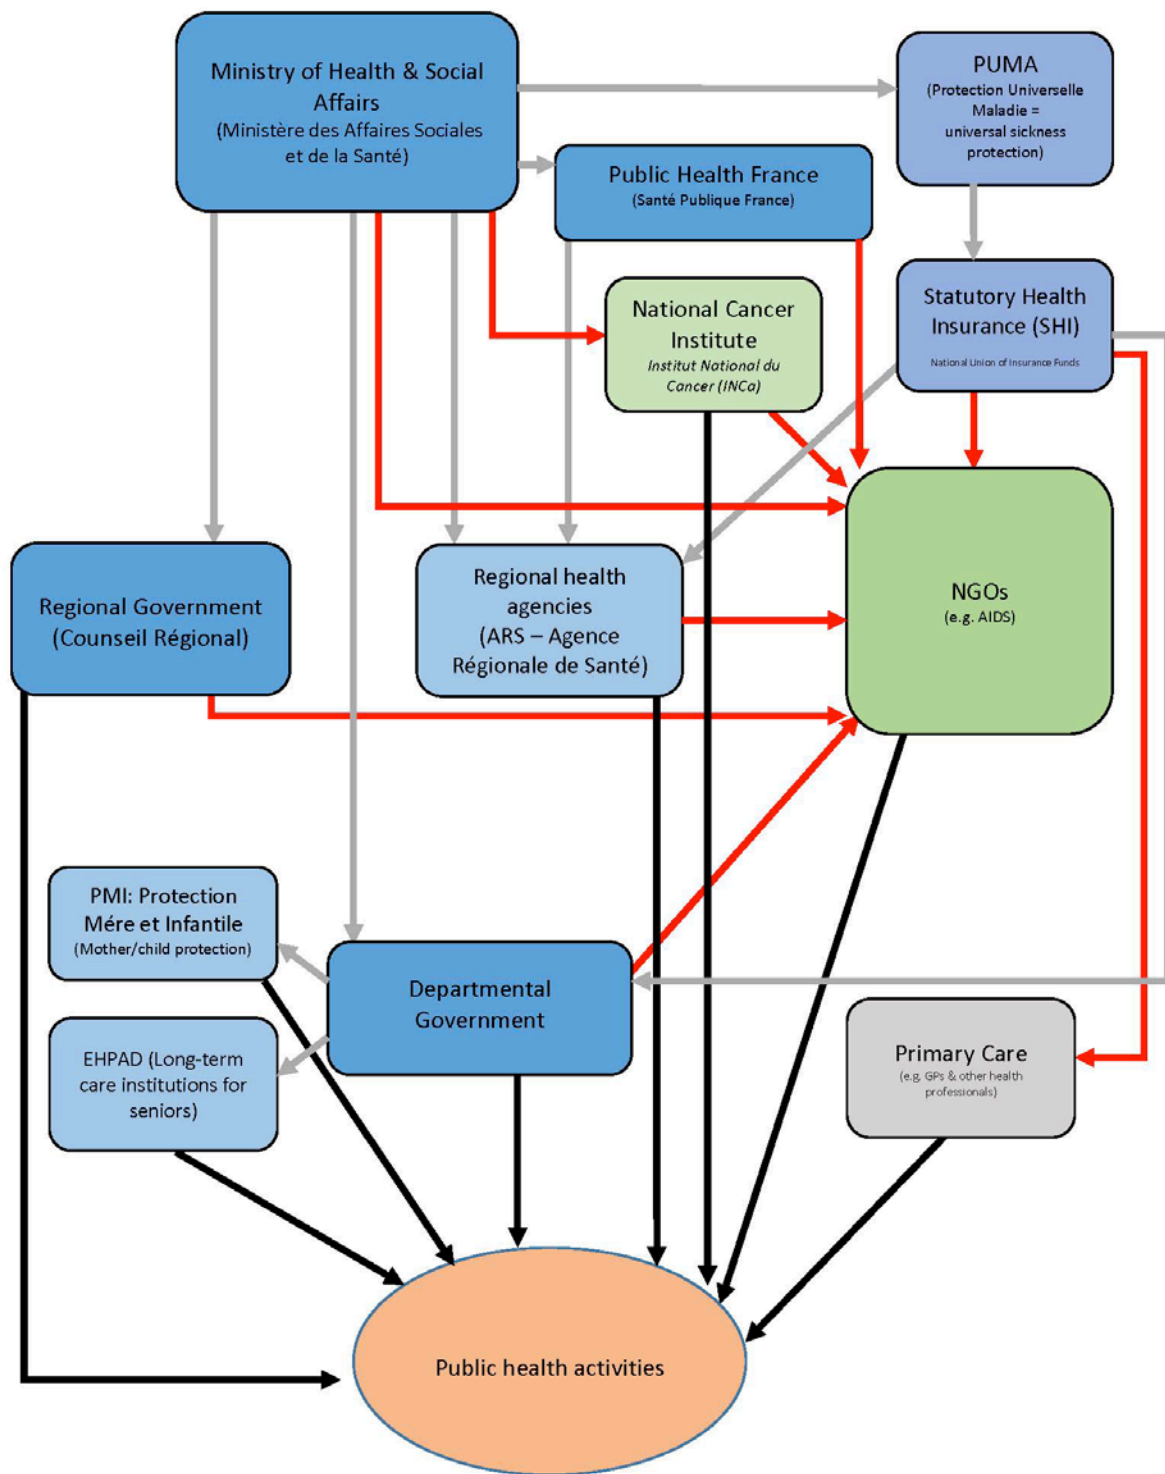 Ministry of Health & Social
Affairs
(Ministère des Affaires Sociales
et de la Santé)
PUMA
(Protection Universelle
Maladie =
universal sickness
protection)
Public Health France
(Santé Publique France)
National Cancer
Institute
Institut National du
Cancer (INCa)
Statutory Health
Insurance (SHI)
National Union of Insurance Funds
Regional Government
(Counseil Régional)
Regional health
agencies
(ARS – Agence
Régionale de Santé)
NGOs
(e.g. AIDS)
PMI: Protection
Mére et Infantile
(Mother/child protection)
Departmental
Government
EHPAD (Long-term
care institutions for
seniors)
Primary Care
(e.g. GPs & other health
professionals)
Public health activities